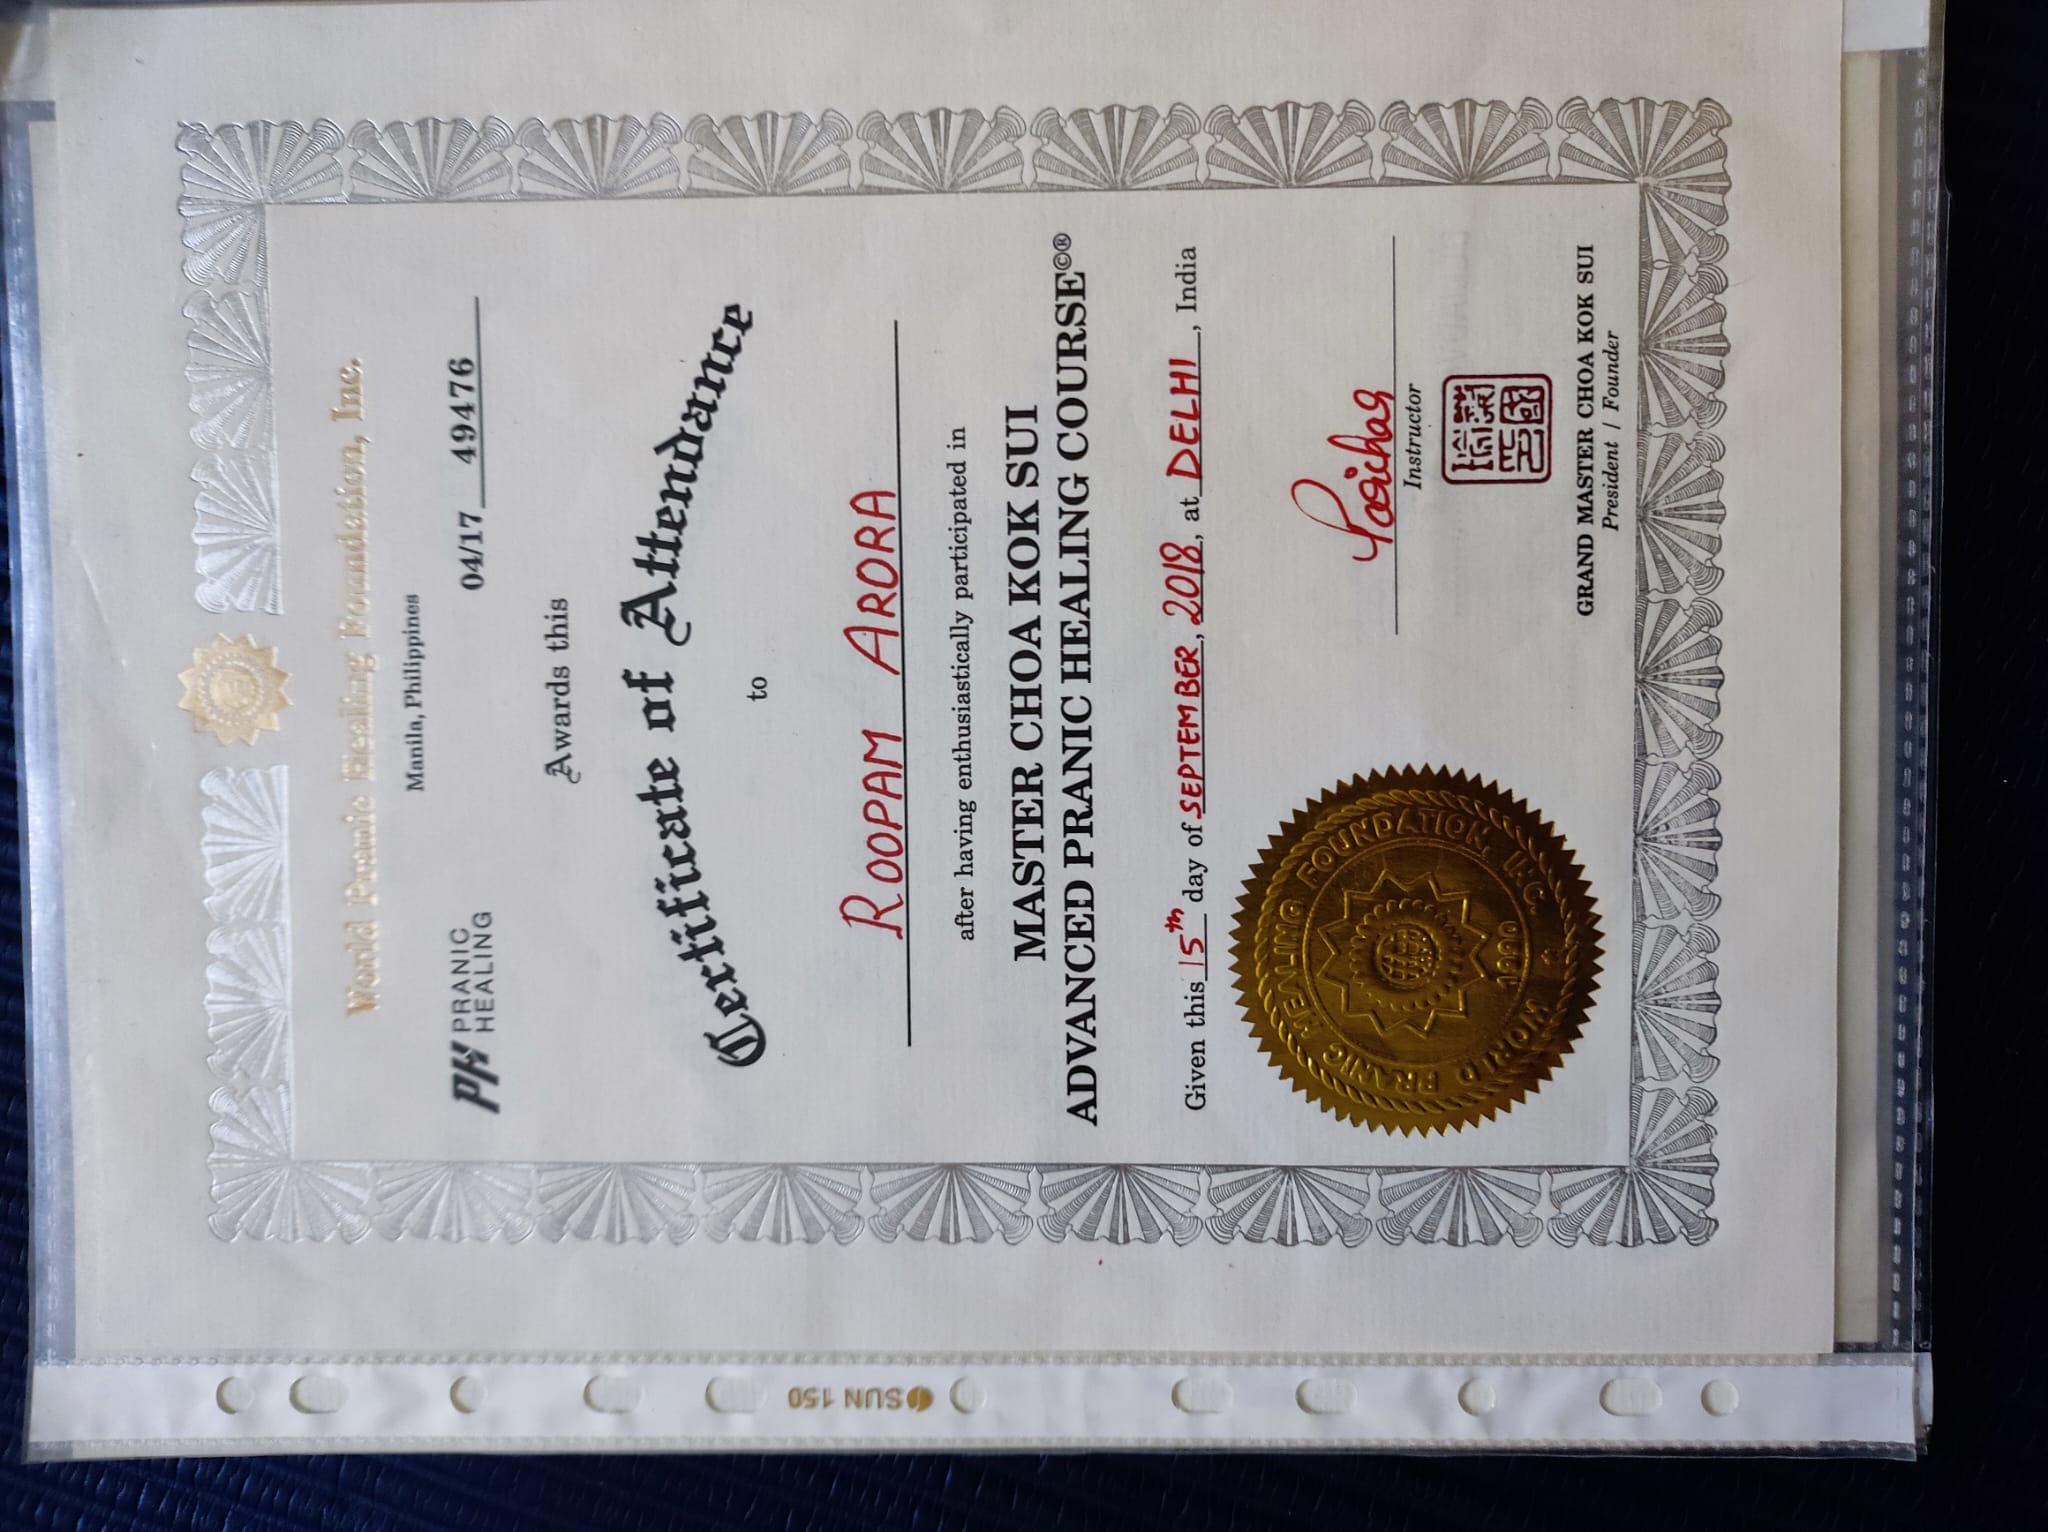 World Pranic Healing Foundation, Inc.
Manila, Philippines
PH PRANIC
HEALING
04/17 49476
Awards this
Certificate of Attendance
to
ROOPAM ARORA
after having enthusiastically participated in
MASTER CHOA KOK SUI
ADVANCED PRANIC HEALING COURSE©®
Given this 15th day of SEPTEMBER, 2018, at DELHI, India
Instructor
GRAND MASTER CHOA KOK SUI
President / Founder
WORLD PRANIC HEALING FOUNDATION, INC.
1990
SUN 150